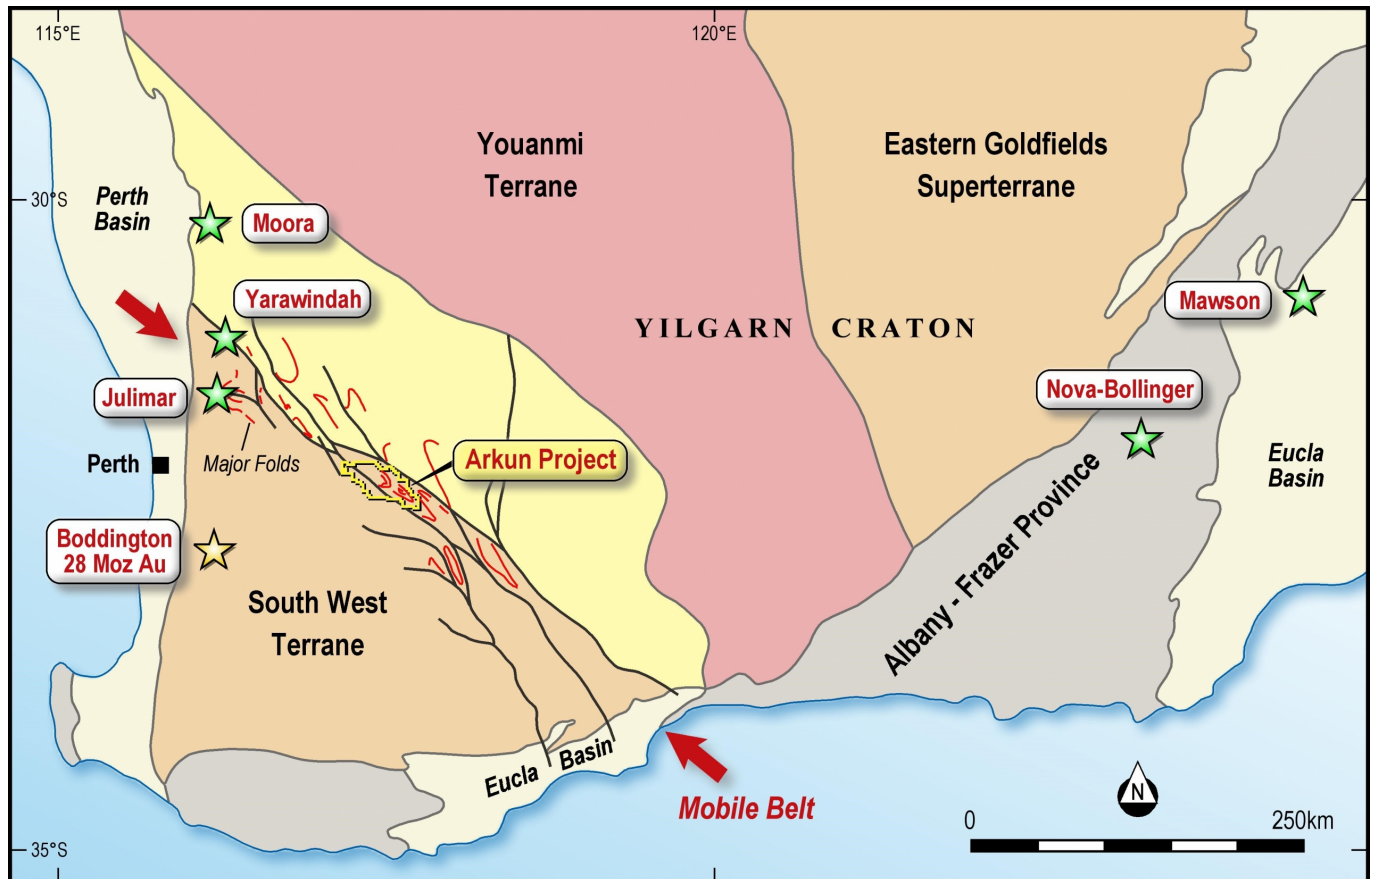 115°E
120°E
Youanmi
Terrane
Eastern Goldfields
Superterrane
30°S
Perth
Basin
Moora
Yarawindah
Mawson
YILGARN CRATON
Julimar
Nova-Bollinger
Perth
Major Folds
Arkun Project
Eucla
Basin
Boddington
28 Moz Au
Albany - Frazer Province
South West
Terrane
Eucla Basin
Mobile Belt
N
0
250km
35°S